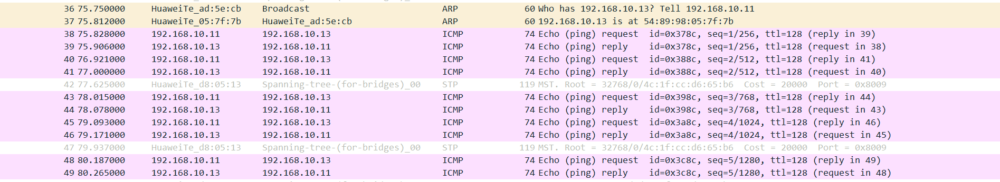 36 75.750000 HuaweiTe_ad:5e:cb Broadcast ARP 60 Who has 192.168.10.13? Tell 192.168.10.11
37 75.812000 HuaweiTe_05:7f:7b HuaweiTe_ad:5e:cb ARP 60 192.168.10.13 is at 54:89:98:05:7f:7b
38 75.828000 192.168.10.11 192.168.10.13 ICMP 74 Echo (ping) request id=0x378c, seq=1/256, ttl=128 (reply in 39)
39 75.906000 192.168.10.13 192.168.10.11 ICMP 74 Echo (ping) reply id=0x378c, seq=1/256, ttl=128 (request in 38)
40 76.921000 192.168.10.11 192.168.10.13 ICMP 74 Echo (ping) request id=0x388c, seq=2/512, ttl=128 (reply in 41)
41 77.000000 192.168.10.13 192.168.10.11 ICMP 74 Echo (ping) reply id=0x388c, seq=2/512, ttl=128 (request in 40)
42 77.625000 HuaweiTe_d8:05:13 Spanning-tree-(for-bridges)_00 STP 119 MST. Root = 32768/0/4c:1f:cc:d6:65:b6 Cost = 20000 Port = 0x8009
43 78.015000 192.168.10.11 192.168.10.13 ICMP 74 Echo (ping) request id=0x398c, seq=3/768, ttl=128 (reply in 44)
44 78.078000 192.168.10.13 192.168.10.11 ICMP 74 Echo (ping) reply id=0x398c, seq=3/768, ttl=128 (request in 43)
45 79.093000 192.168.10.11 192.168.10.13 ICMP 74 Echo (ping) request id=0x3a8c, seq=4/1024, ttl=128 (reply in 46)
46 79.171000 192.168.10.13 192.168.10.11 ICMP 74 Echo (ping) reply id=0x3a8c, seq=4/1024, ttl=128 (request in 45)
47 79.937000 HuaweiTe_d8:05:13 Spanning-tree-(for-bridges)_00 STP 119 MST. Root = 32768/0/4c:1f:cc:d6:65:b6 Cost = 20000 Port = 0x8009
48 80.187000 192.168.10.11 192.168.10.13 ICMP 74 Echo (ping) request id=0x3c8c, seq=5/1280, ttl=128 (reply in 49)
49 80.265000 192.168.10.13 192.168.10.11 ICMP 74 Echo (ping) reply id=0x3c8c, seq=5/1280, ttl=128 (request in 48)